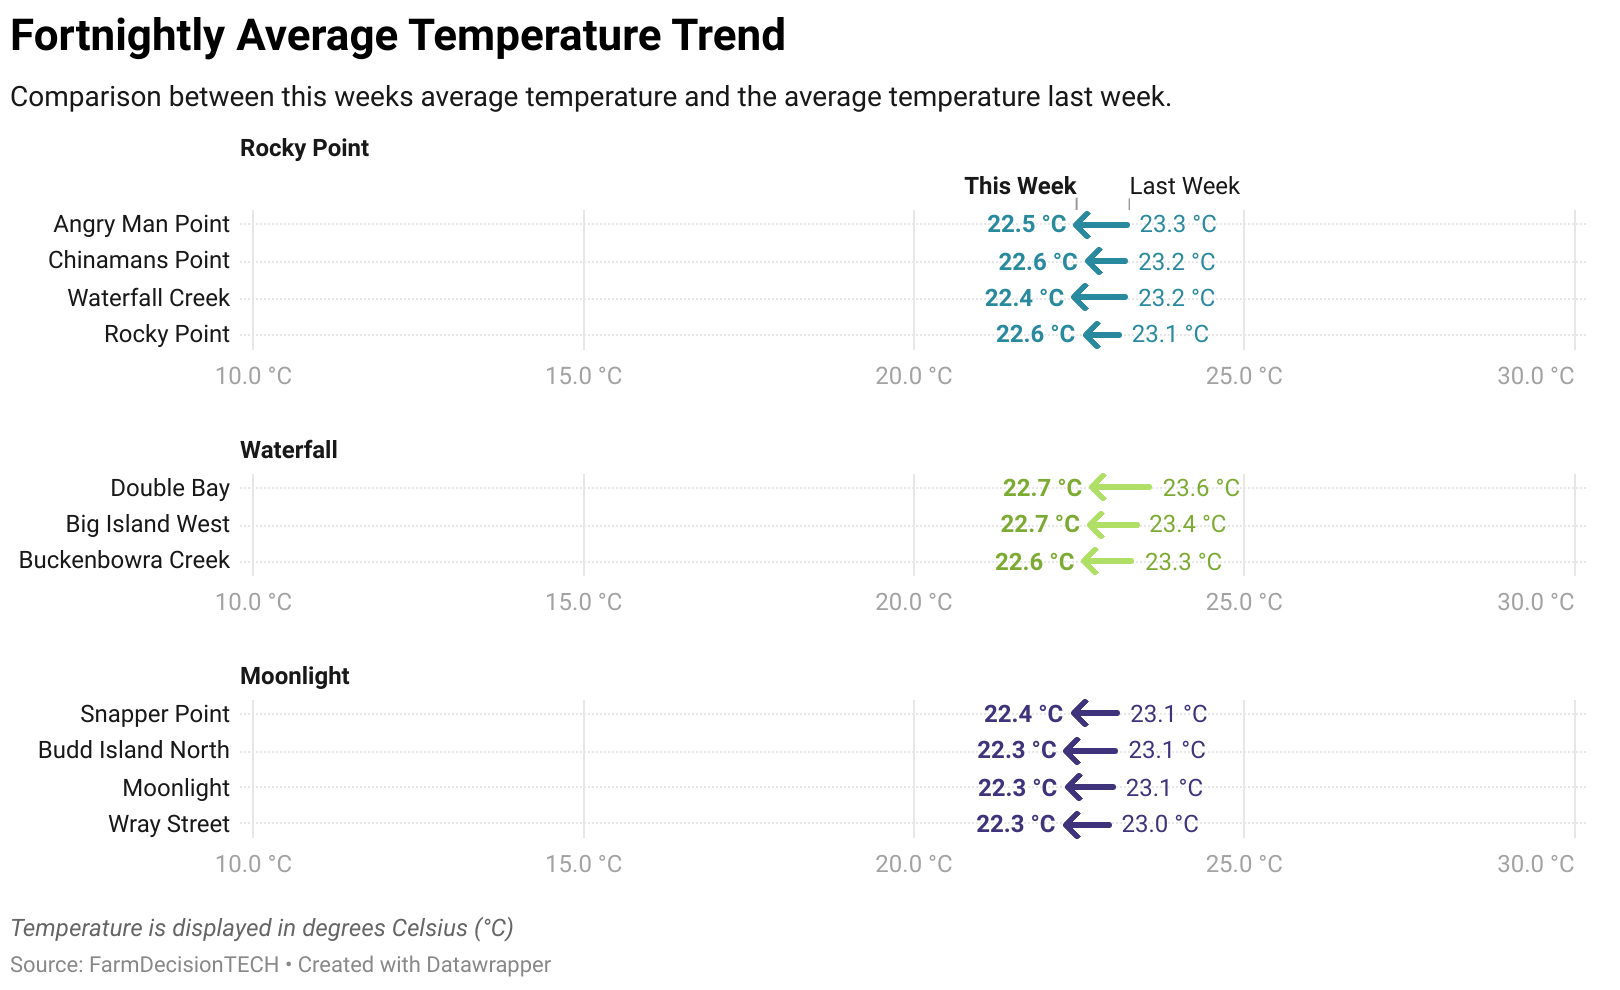 Fortnightly Average Temperature Trend
Comparison between this weeks average temperature and the average temperature last week.
Rocky Point
This Week Last Week
Angry Man Point 22.5 °C 23.3 °C
Chinamans Point 22.6 °C 23.2 °C
Waterfall Creek 22.4 °C 23.2 °C
Rocky Point 22.6 °C 23.1 °C
10.0 °C 15.0 °C 20.0 °C 25.0 °C 30.0 °C
Waterfall
Double Bay 22.7 °C 23.6 °C
Big Island West 22.7 °C 23.4 °C
Buckenbowra Creek 22.6 °C 23.3 °C
10.0 °C 15.0 °C 20.0 °C 25.0 °C 30.0 °C
Moonlight
Snapper Point 22.4 °C 23.1 °C
Budd Island North 22.3 °C 23.1 °C
Moonlight 22.3 °C 23.1 °C
Wray Street 22.3 °C 23.0 °C
10.0 °C 15.0 °C 20.0 °C 25.0 °C 30.0 °C
Temperature is displayed in degrees Celsius (°C)
Source: FarmDecisionTECH • Created with Datawrapper